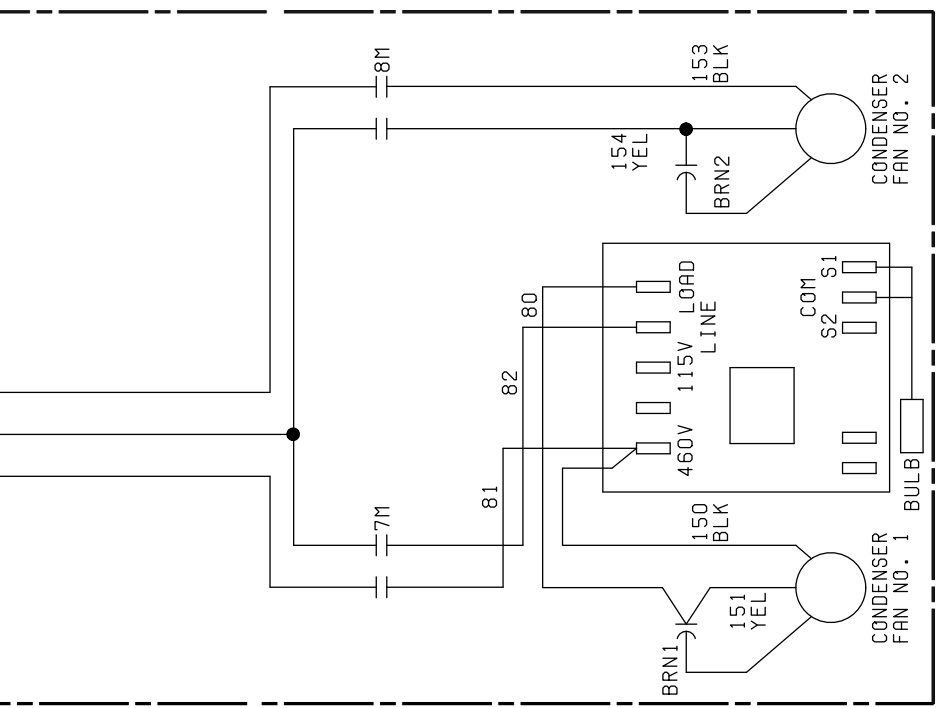 8M
153
BLK
CONDENSER
FAN NO. 2
154
YEL
BRN2
80
LOAD
LINE
COM
S1
S2
82
115V
460V
81
7M
150
BLK
BULB
CONDENSER
FAN NO. 1
151
YEL
BRN1